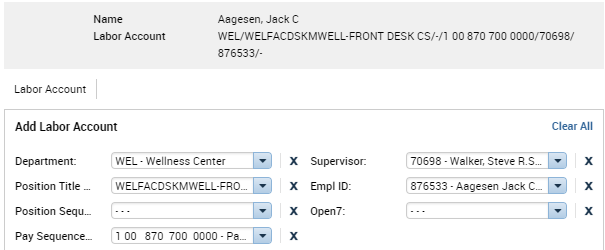 Name Aagesen, Jack C
Labor Account WEL/WELFACDSKMWELL-FRONT DESK CS/-/1 00 870 700 0000/70698/
876533/-
Labor Account
Add Labor Account Clear All
Department: WEL - Wellness Center X Supervisor: 70698 - Walker, Steve R.S... X
Position Title ... WELFACDSKMWELL-FRO... X Empl ID: 876533 - Aagesen Jack C... X
Position Sequ... - - - X Open7: - - - X
Pay Sequence... 1 00 870 700 0000 - Pa... X